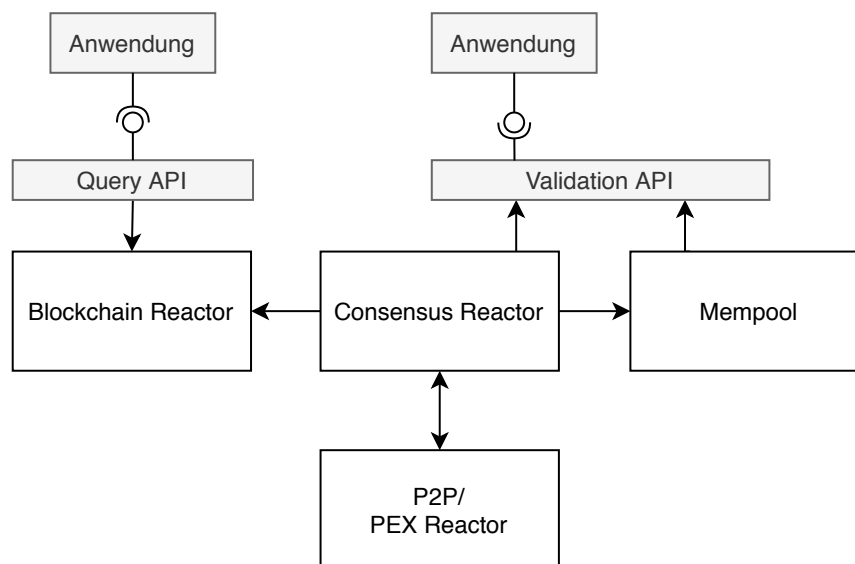 Anwendung
Anwendung
Query API
Validation API
Blockchain Reactor
Consensus Reactor
Mempool
P2P/
PEX Reactor